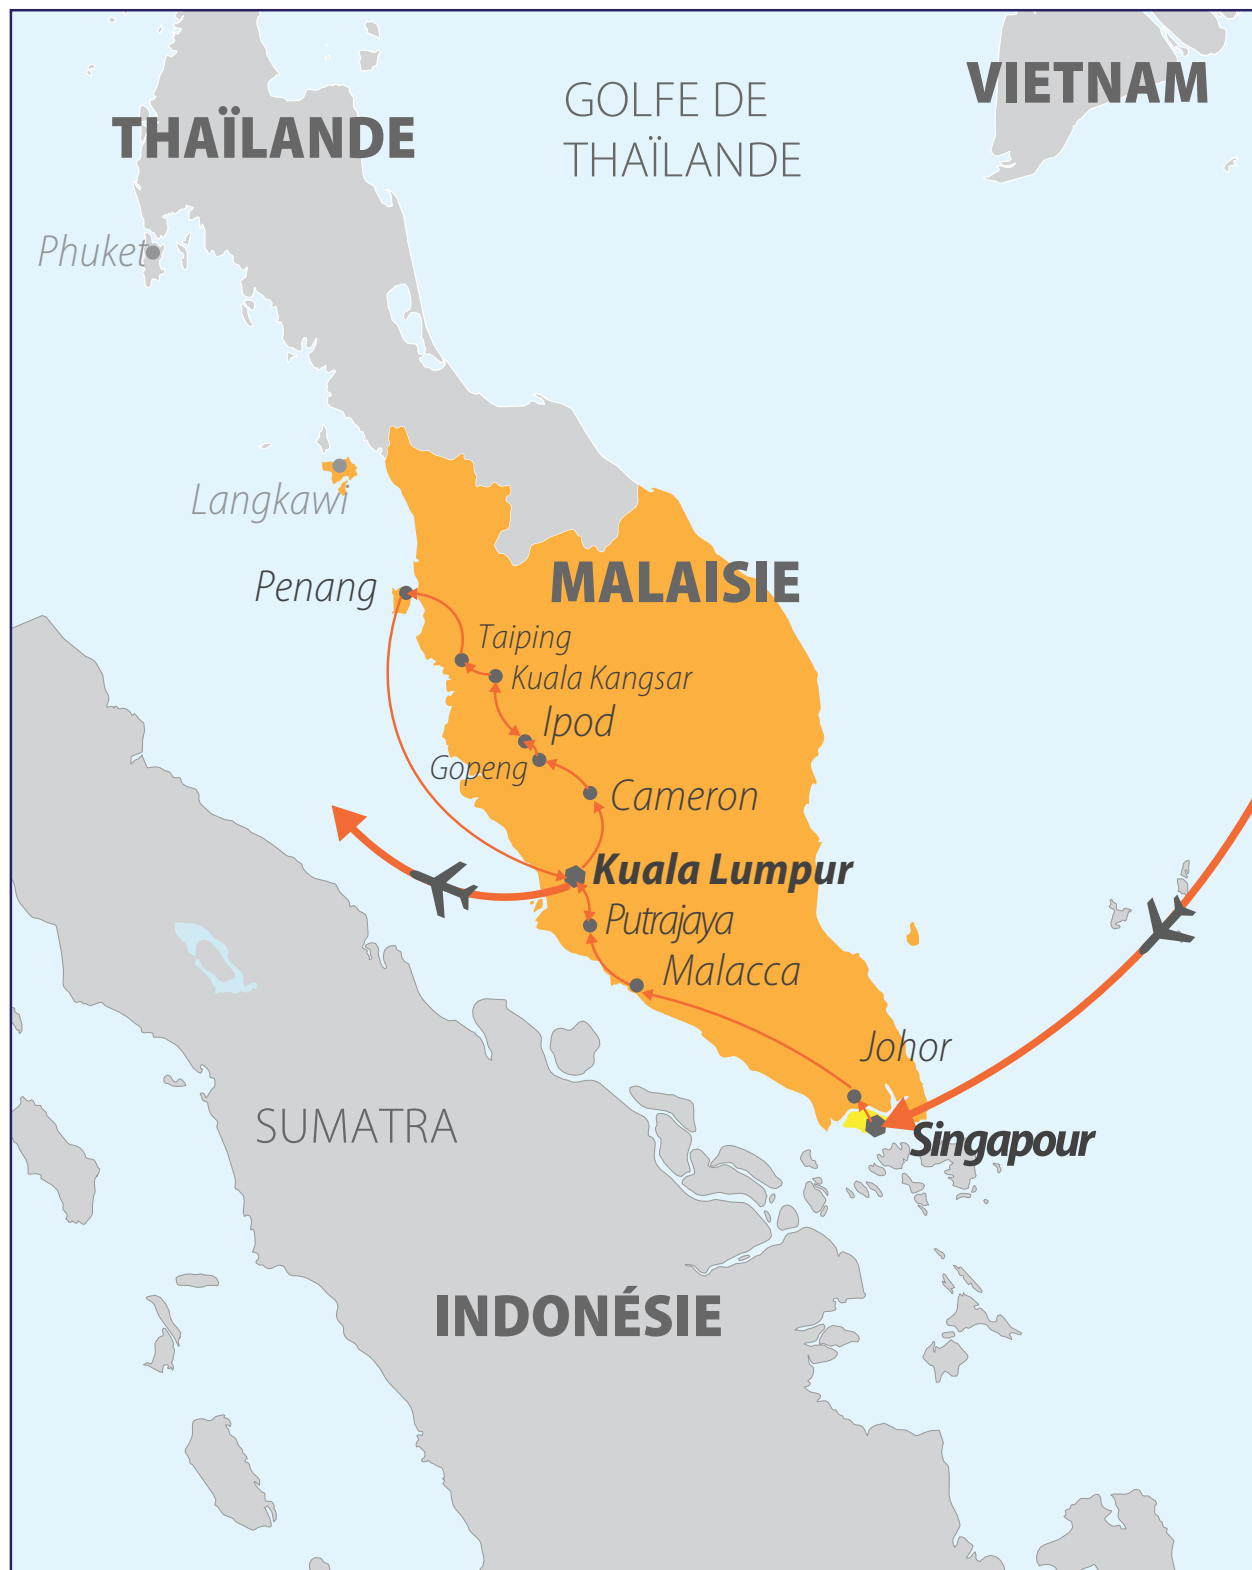 VIETNAM
GOLFE DE
THAÏLANDE
THAÏLANDE
Phuket
Langkawi
MALAISIE
Penang
Taiping
Kuala Kangsar
Ipod
Gopeng
Cameron
Kuala Lumpur
Putrajaya
Malacca
Johor
SUMATRA
Singapour
INDONÉSIE